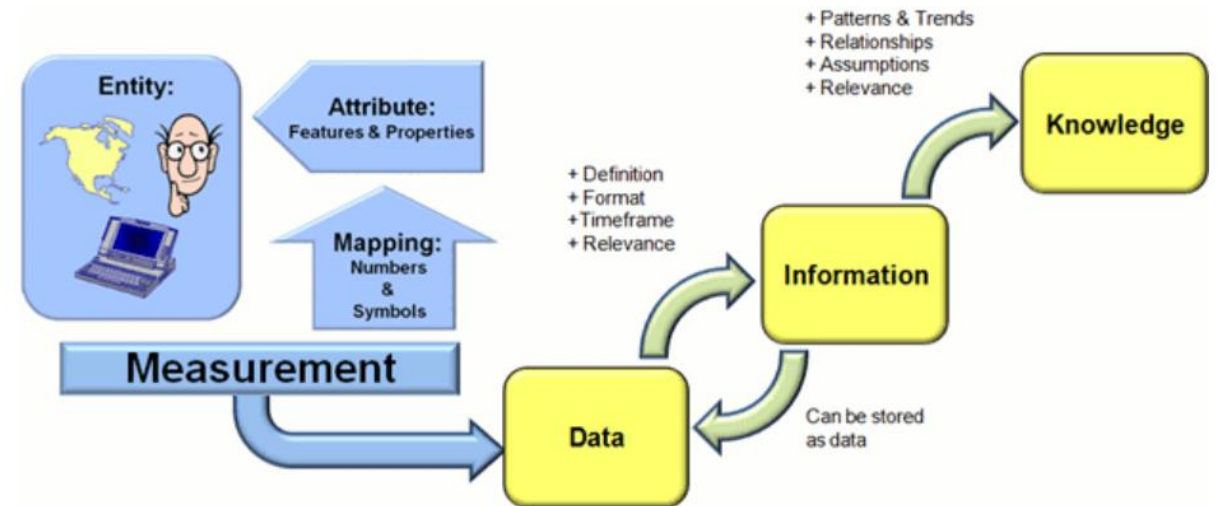 Entity:
Attribute:
Features & Properties
Mapping:
Numbers
&
Symbols
Measurement
Data
+ Definition
+ Format
+Timeframe
+ Relevance
Information
Can be stored
as data
+ Patterns & Trends
+ Relationships
+ Assumptions
+ Relevance
Knowledge